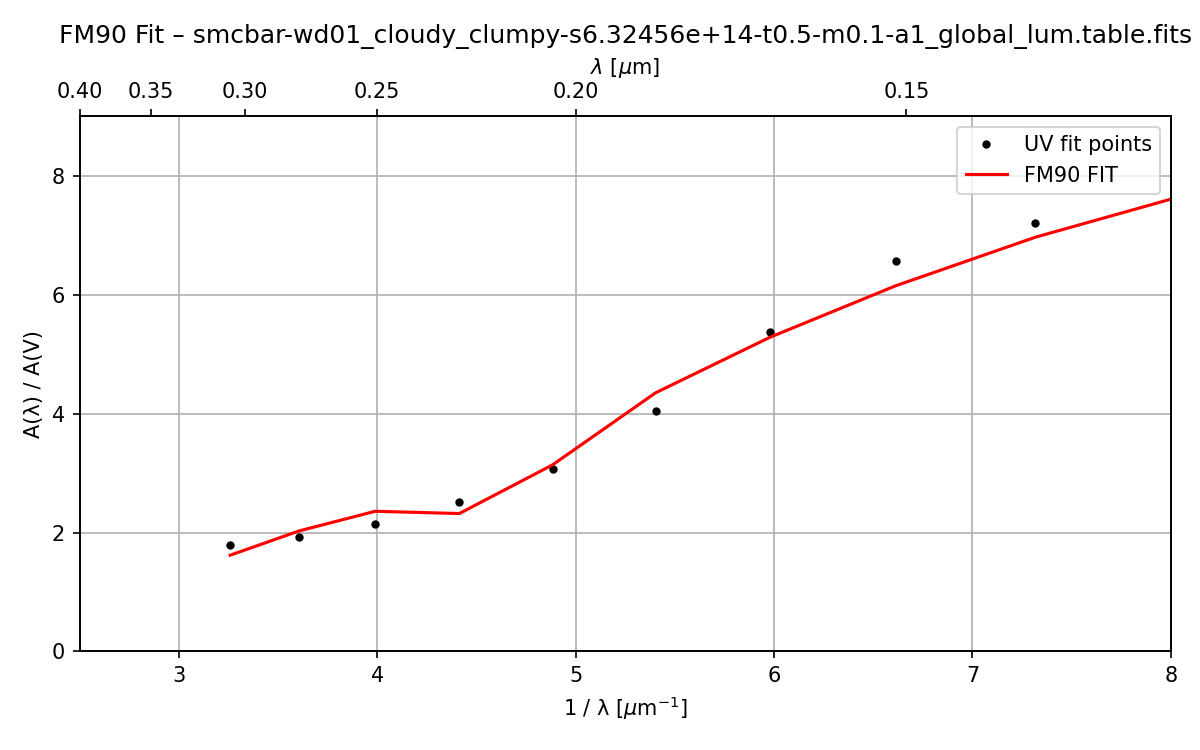 FM90 Fit – smcbar-wd01_cloudy_clumpy-s6.32456e+14-t0.5-m0.1-a1_global_lum.table.fits
λ [μm]
0.40 0.35 0.30 0.25 0.20 0.15
UV fit points
FM90 FIT
8
6
4
2
0
A(λ) / A(V)
3 4 5 6 7 8
1 / λ [μm⁻¹]